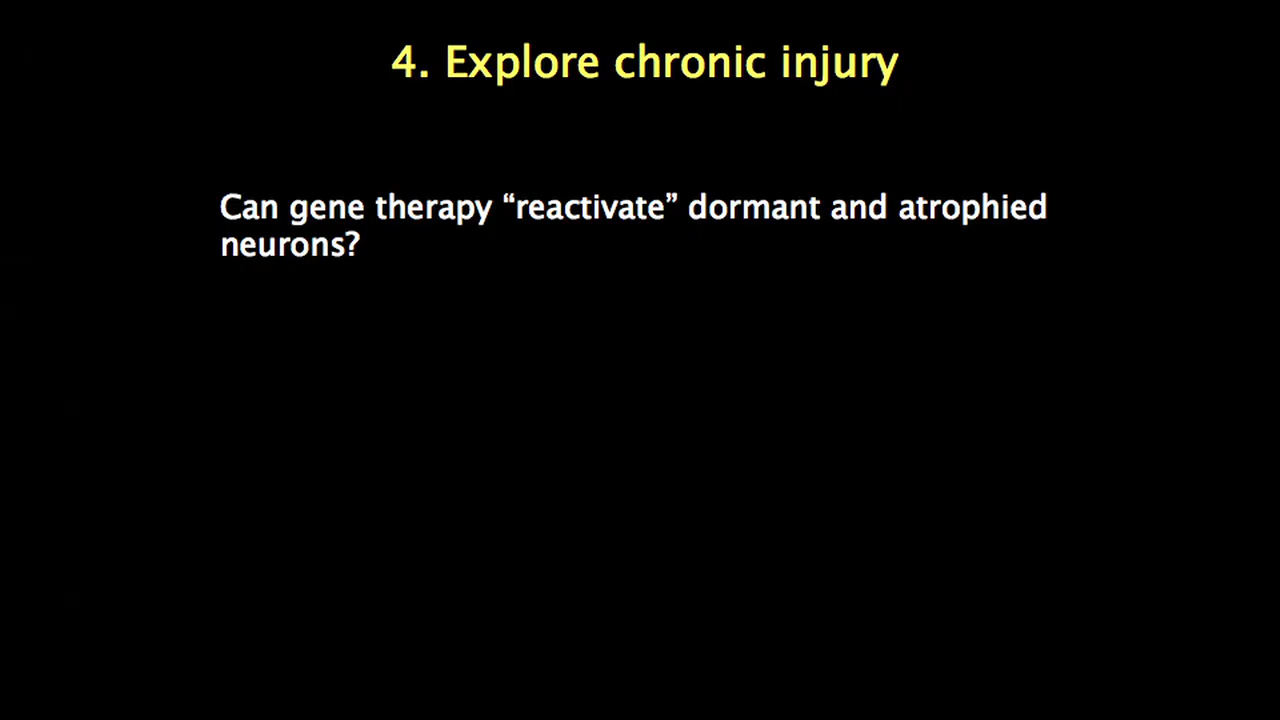 4. Explore chronic injury
Can gene therapy “reactivate” dormant and atrophied
neurons?